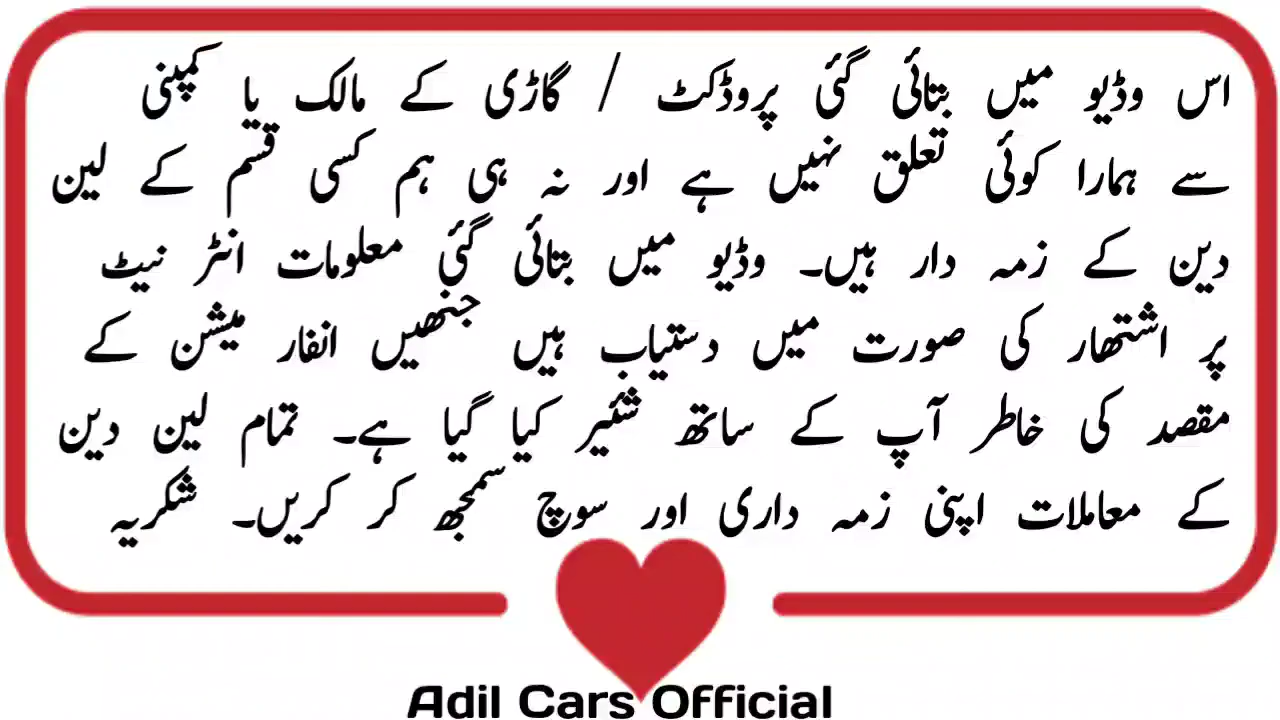 اس وڈیو میں بتائی گئی پروڈکٹ / گاڑی کے مالک یا کمپنی
سے ہمارا کوئی تعلق نہیں ہے اور نہ ہی ہم کسی قسم کے لین
دین کے زمہ دار ہیں۔ وڈیو میں بتائی گئی معلومات انٹر نیٹ
پر اشتھار کی صورت میں دستیاب ہیں جنھیں انفار میشن کے
مقصد کی خاطر آپ کے ساتھ شئیر کیا گیا ہے۔ تمام لین دین
کے معاملات اپنی زمہ داری اور سوچ سمجھ کر کریں۔ شکریہ
Adil Cars Official